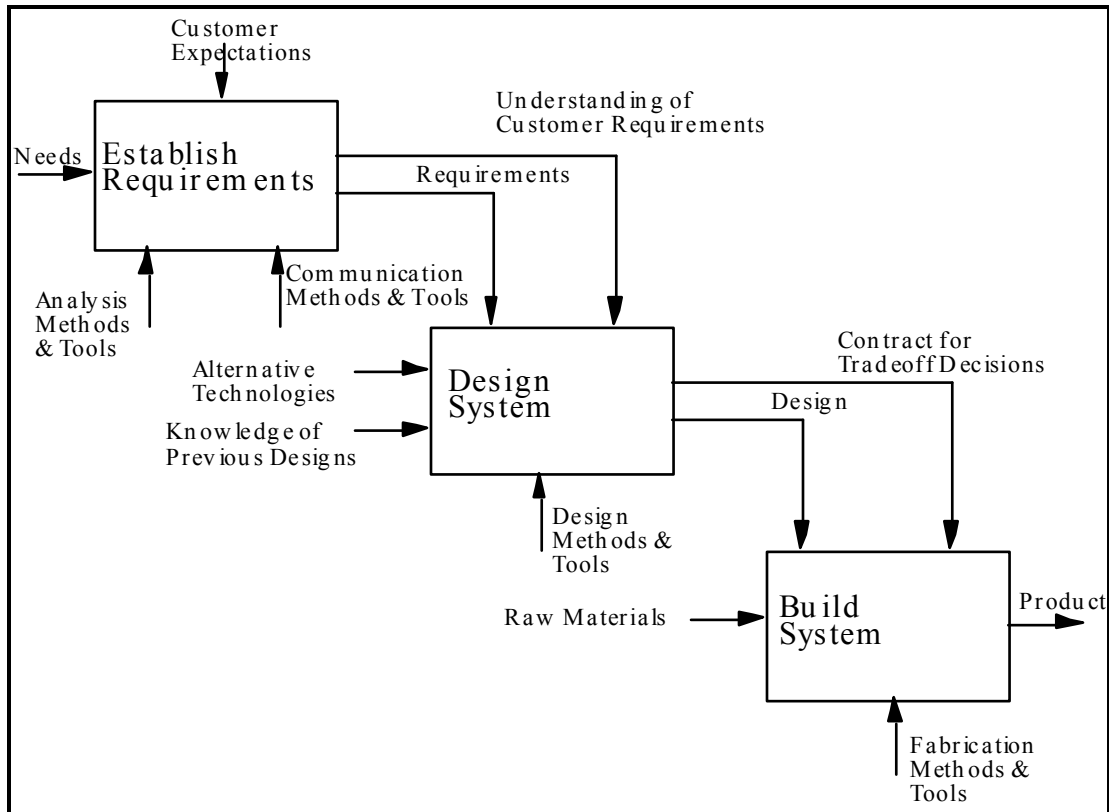 Customer
Expectations
Understanding of
Customer Requirements
Needs
Establish
Requirements
Requirements
Communication
Methods & Tools
Analysis
Methods
& Tools
Alternative
Technologies
Knowledge of
Previous Designs
Design
System
Contract for
Tradeoff Decisions
Design
Design
Methods &
Tools
Raw Materials
Build
System
Product
Fabrication
Methods &
Tools